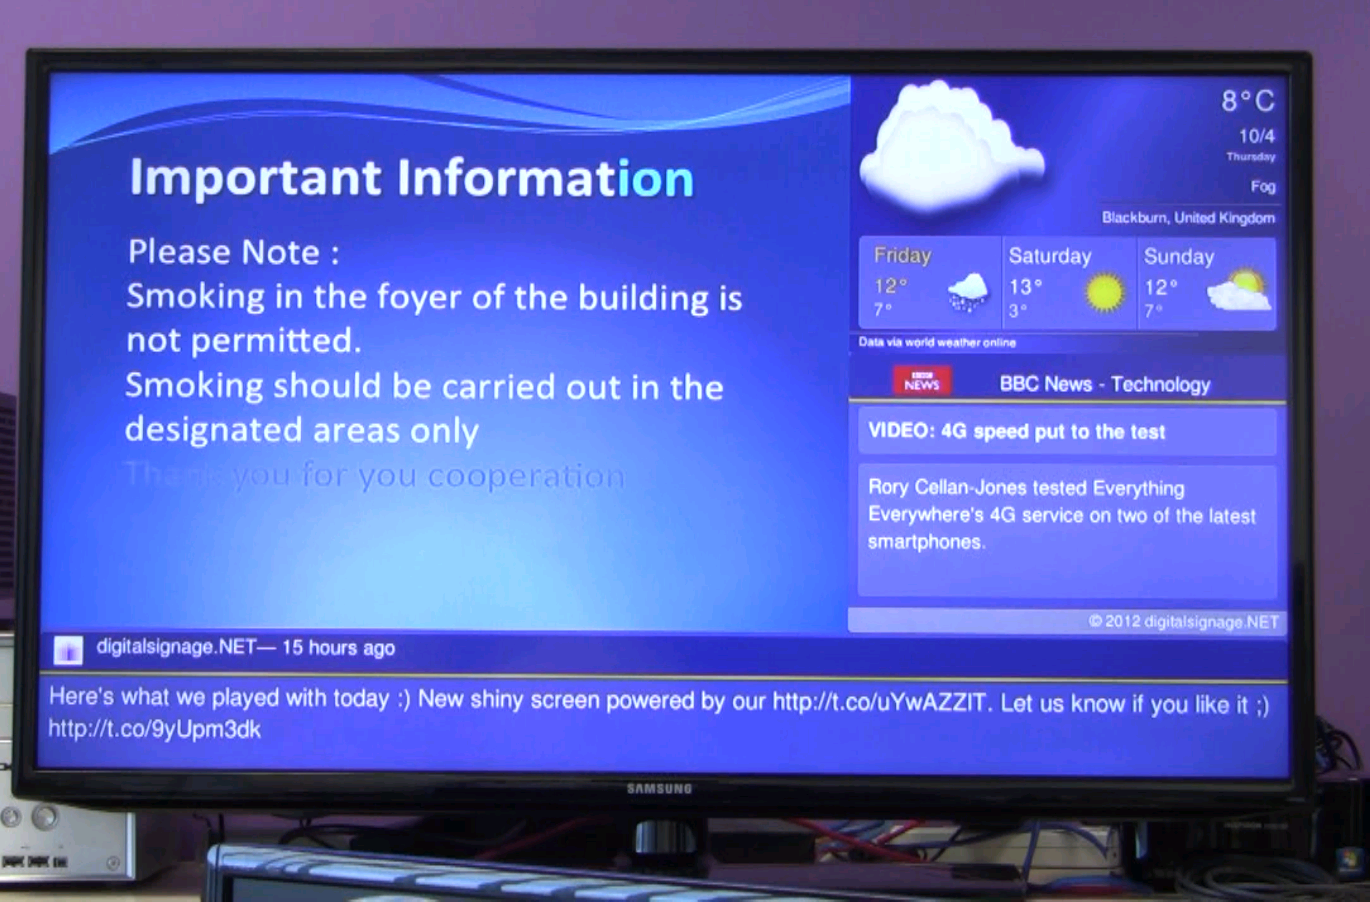 Important Information
Please Note :
Smoking in the foyer of the building is
not permitted.
Smoking should be carried out in the
designated areas only
Thank you for you cooperation
8°C
10/4
Thursday
Fog
Blackburn, United Kingdom
Friday
12°
7°
Saturday
13°
3°
Sunday
12°
7°
Data via world weather online
BBC
NEWS
BBC News - Technology
VIDEO: 4G speed put to the test
Rory Cellan-Jones tested Everything
Everywhere's 4G service on two of the latest
smartphones.
© 2012 digitalsignage.NET
digitalsignage.NET— 15 hours ago
Here's what we played with today :) New shiny screen powered by our http://t.co/uYwAZZIT. Let us know if you like it ;)
http://t.co/9yUpm3dk
SAMSUNG